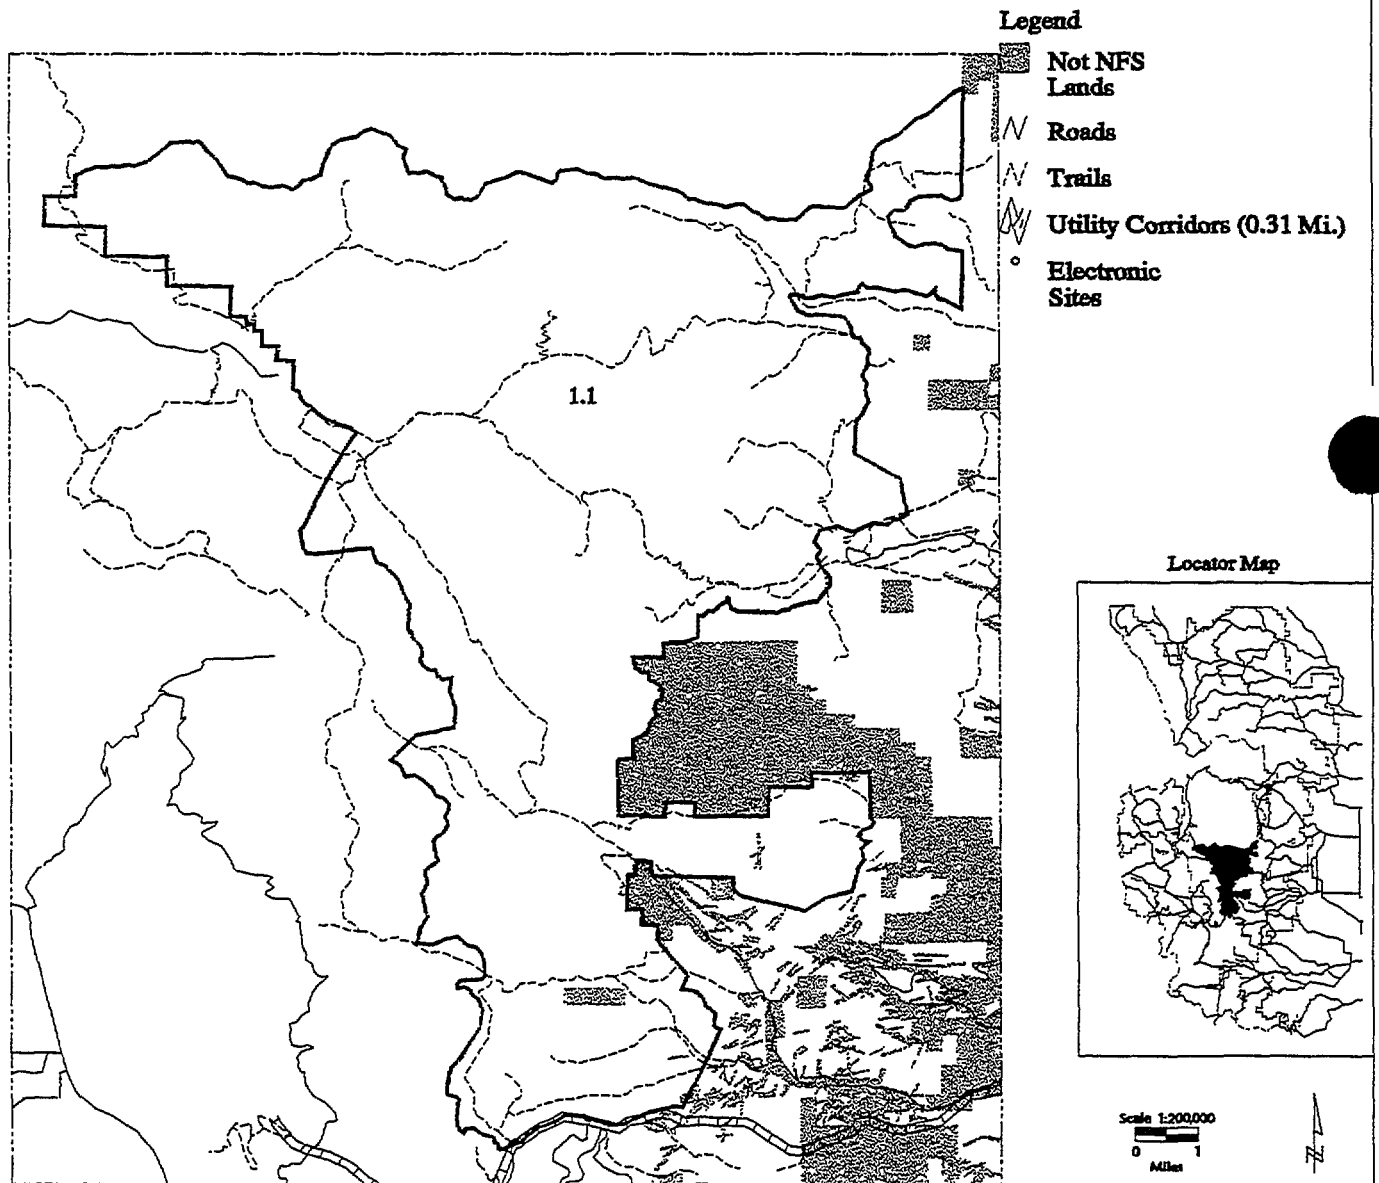 Legend
Not NFS
Lands
Roads
Trails
Utility Corridors (0.31 Mi.)
Electronic
Sites
1.1
Locator Map
Scale 1:200,000
0 1
Miles
N